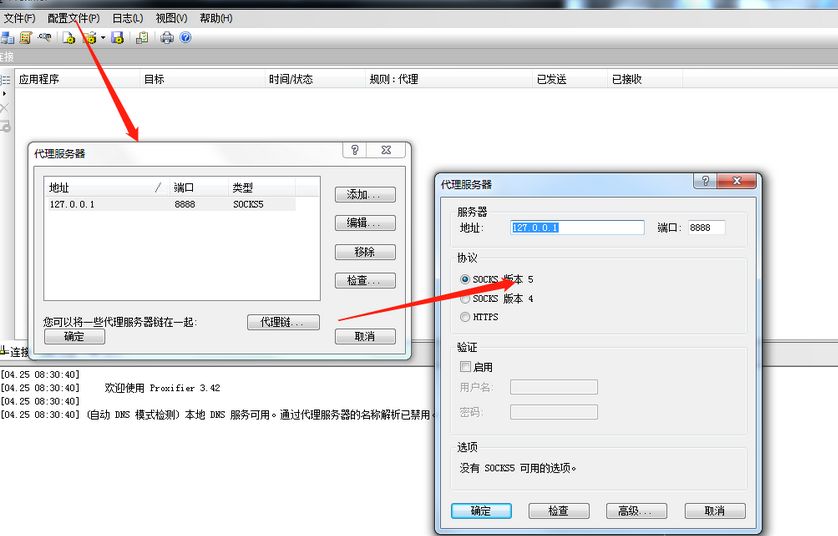 文件(F) 配置文件(P) 日志(L) 视图(V) 帮助(H)
应用程序 目标 时间/状态 规则 : 代理 已发送 已接收
代理服务器
地址 端口 类型
127.0.0.1 8888 SOCKS5
添加...
编辑...
移除
检查...
您可以将一些代理服务器链在一起:
代理链...
确定
取消
代理服务器
服务器
地址: 127.0.0.1 端口: 8888
协议
SOCKS 版本 5
SOCKS 版本 4
HTTPS
验证
启用
用户名:
密码:
选项
没有 SOCKS5 可用的选项。
确定 检查 高级... 取消
连接
[04.25 08:30:40]
[04.25 08:30:40] 欢迎使用 Proxifier 3.42
[04.25 08:30:40]
[04.25 08:30:40] (自动 DNS 模式检测) 本地 DNS 服务可用。通过代理服务器的名称解析已禁用。